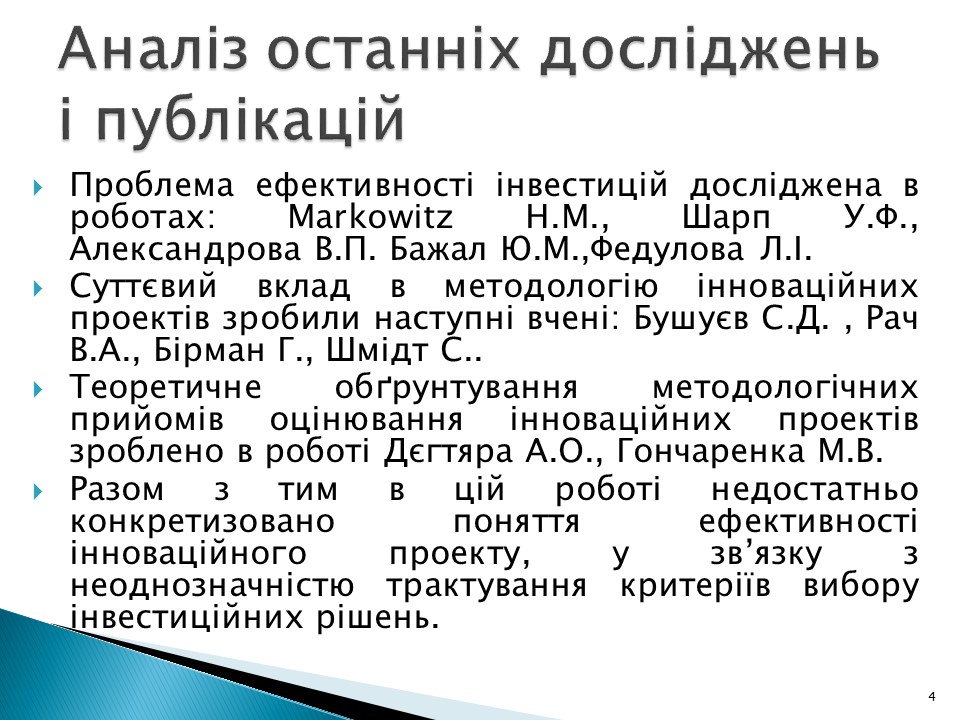 Аналіз останніх досліджень
і публікацій
Проблема ефективності інвестицій досліджена в
роботах: Markowitz H.M., Шарп У.Ф.,
Александрова В.П. Бажал Ю.М.,Федулова Л.І.
Суттєвий вклад в методологію інноваційних
проектів зробили наступні вчені: Бушуєв С.Д. , Рач
В.А., Бірман Г., Шмідт С..
Теоретичне обґрунтування методологічних
прийомів оцінювання інноваційних проектів
зроблено в роботі Дєгтяра А.О., Гончаренка М.В.
Разом з тим в цій роботі недостатньо
конкретизовано поняття ефективності
інноваційного проекту, у зв’язку з
неоднозначністю трактування критеріїв вибору
інвестиційних рішень.
4